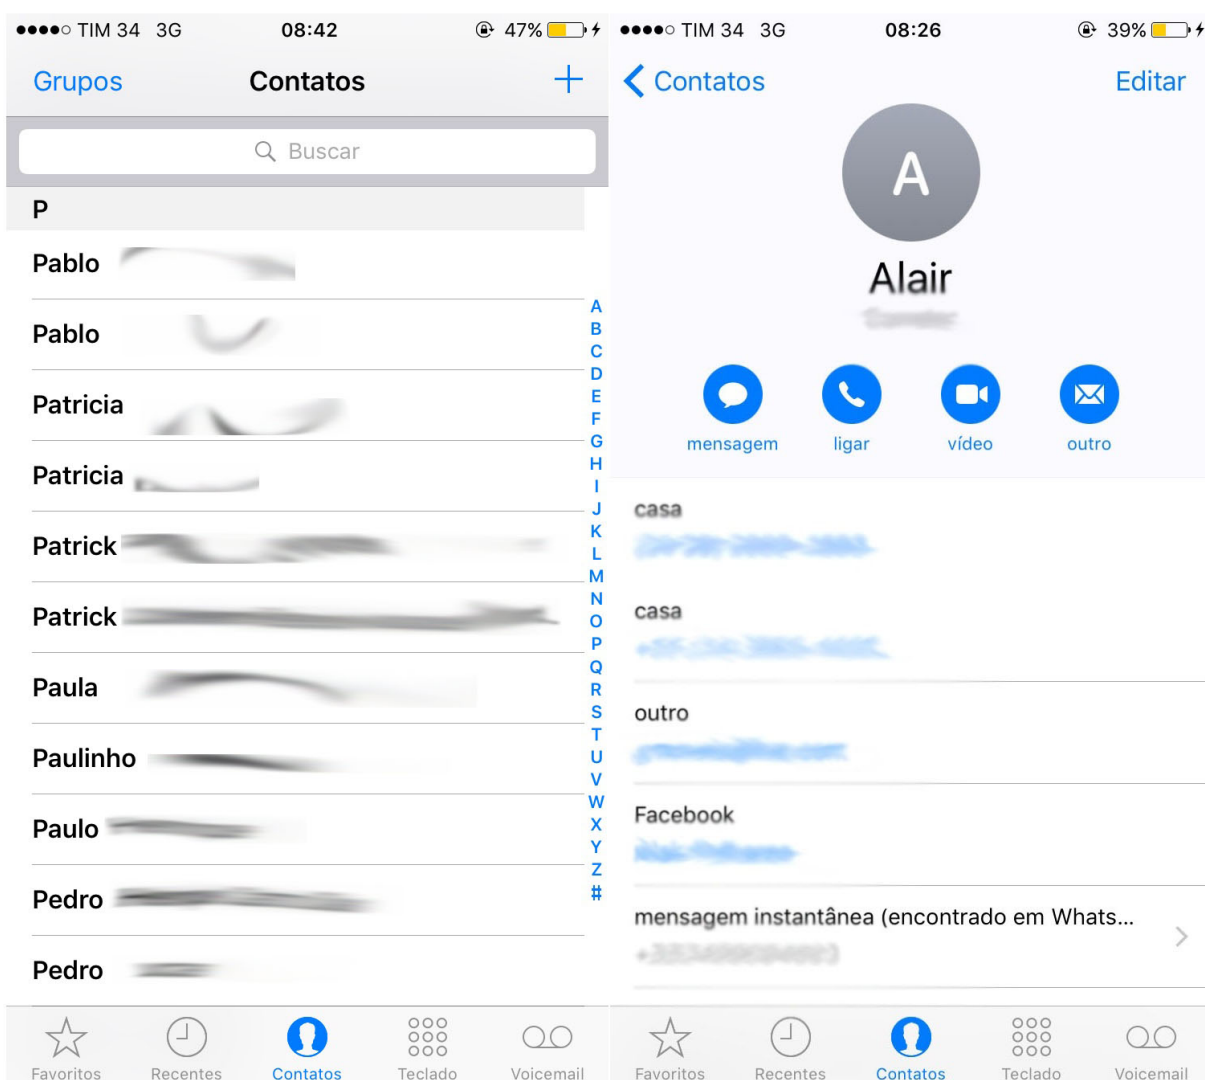 TIM 34 3G 08:42 47%
Grupos Contatos +
Buscar
P
Pablo
Pablo
Patricia
Patricia
Patrick
Patrick
Paula
Paulinho
Paulo
Pedro
Pedro
A
B
C
D
E
F
G
H
I
J
K
L
M
N
O
P
Q
R
S
T
U
V
W
X
Y
Z
#
Favoritos Recentes Contatos Teclado Voicemail
TIM 34 3G 08:26 39%
Contatos Editar
A
Alair
mensagem ligar vídeo outro
casa
casa
outro
Facebook
mensagem instantânea (encontrado em Whats...
Favoritos Recentes Contatos Teclado Voicemail